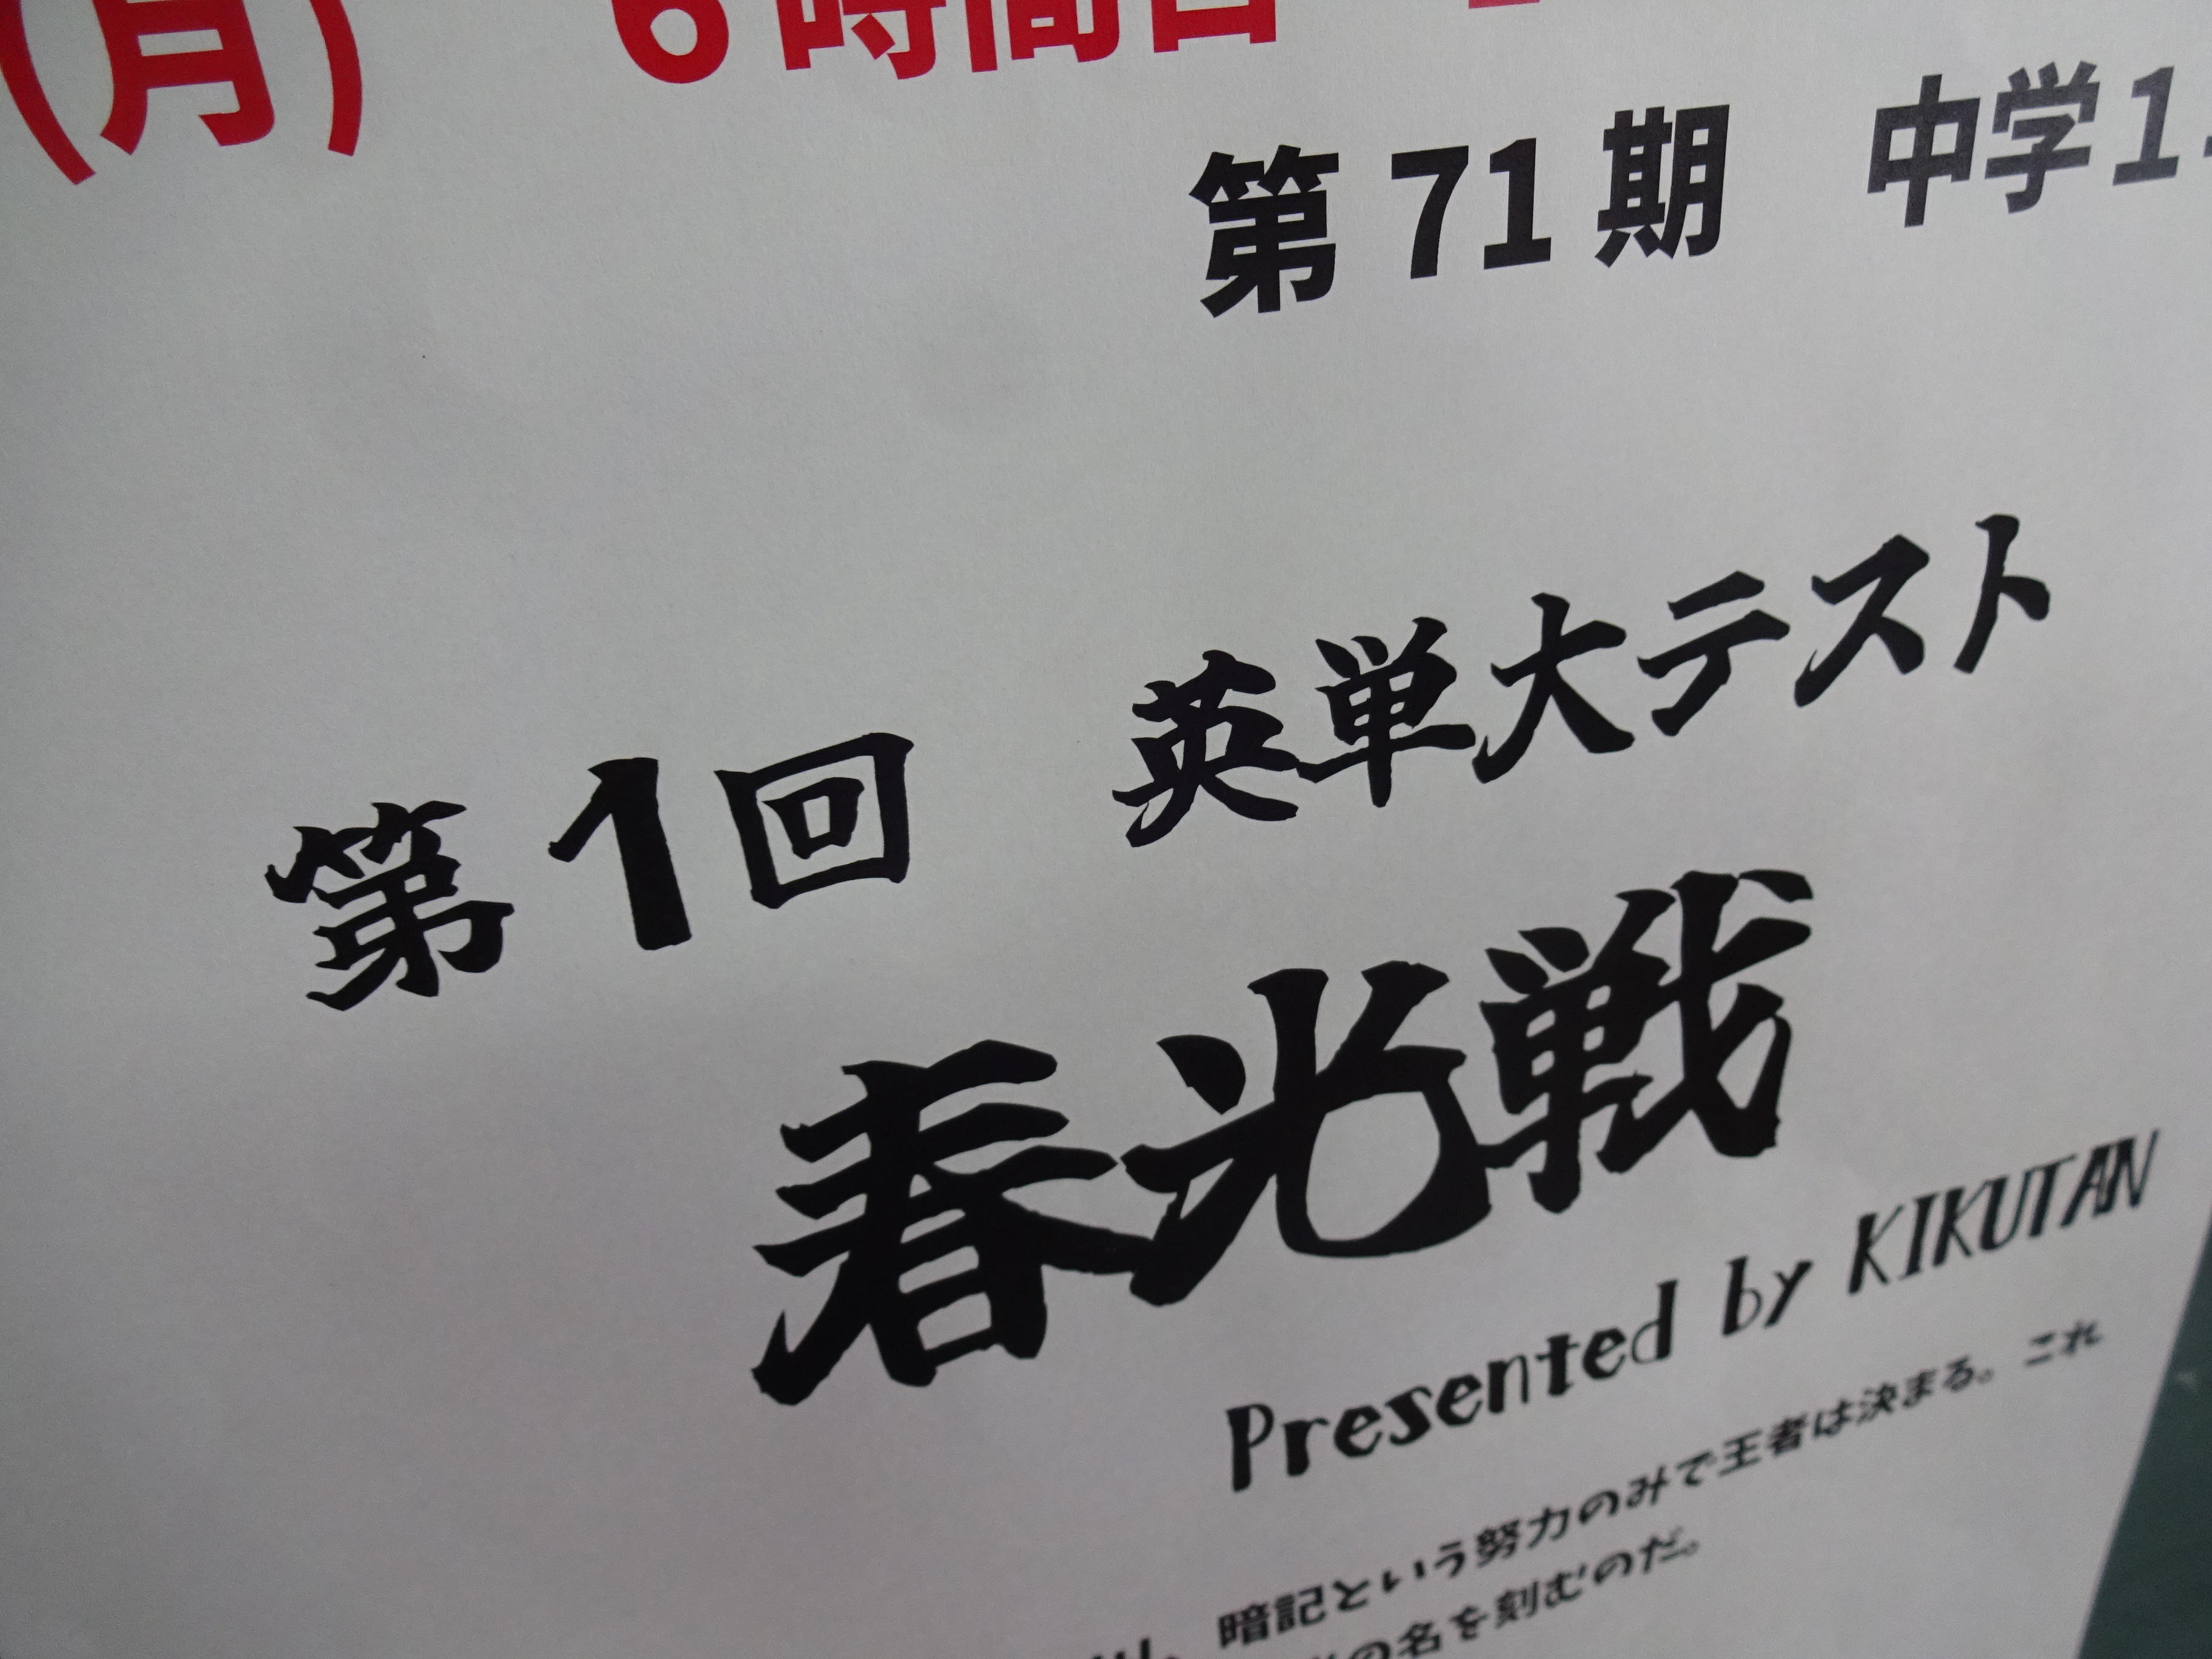 (月) 6時間目
第71期 中学1
第1回 英単大テスト
春光戦
Presented by KIKUTAN
暗記という努力のみで王者は決まる。これ
の名を刻むのだ。